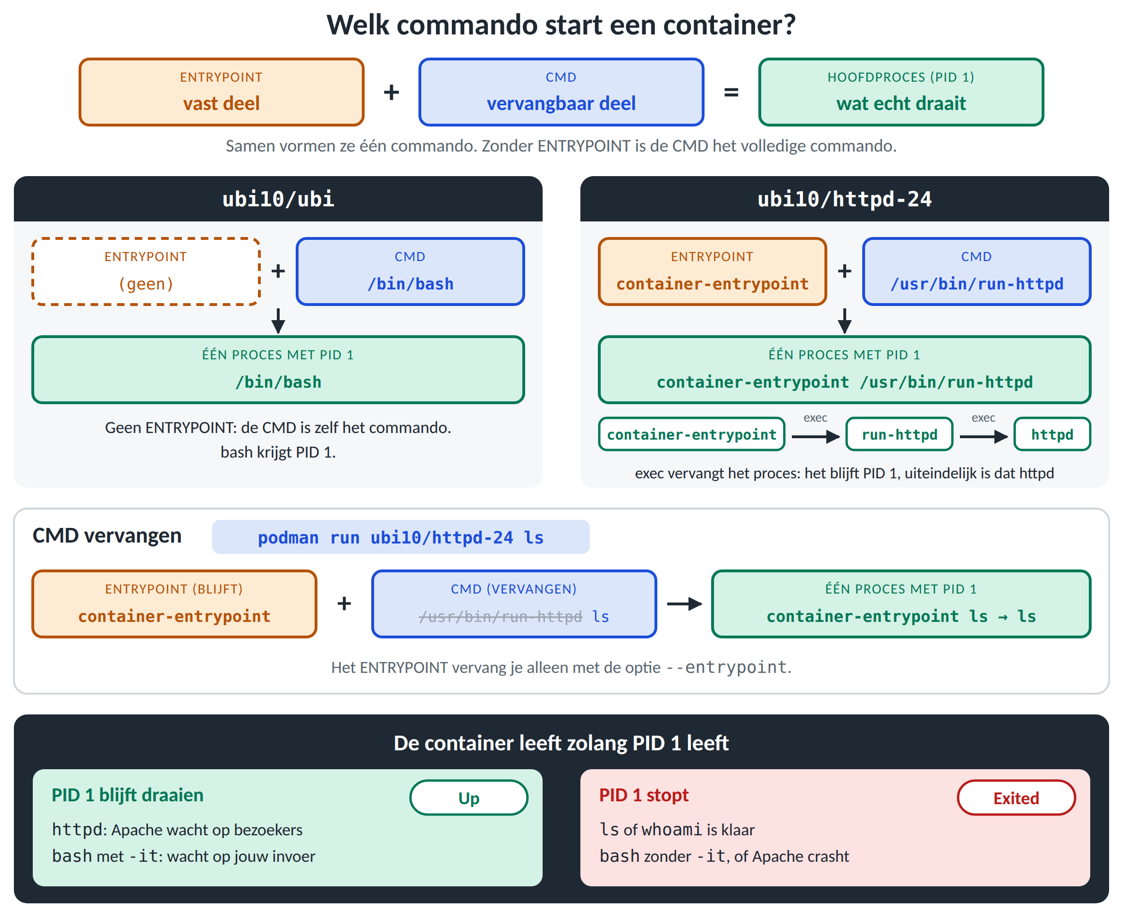 Welk commando start een container?
ENTRYPOINT
vast deel
+
CMD
vervangbaar deel
=
HOOFDPROCES (PID 1)
wat echt draait
Samen vormen ze één commando. Zonder ENTRYPOINT is de CMD het volledige commando.
ubi10/ubi
ENTRYPOINT
(geen)
+
CMD
/bin/bash
ÉÉN PROCES MET PID 1
/bin/bash
Geen ENTRYPOINT: de CMD is zelf het commando.
bash krijgt PID 1.
ubi10/httpd-24
ENTRYPOINT
container-entrypoint
+
CMD
/usr/bin/run-httpd
ÉÉN PROCES MET PID 1
container-entrypoint /usr/bin/run-httpd
container-entrypoint
exec
run-httpd
exec
httpd
exec vervangt het proces: het blijft PID 1, uiteindelijk is dat httpd
CMD vervangen
podman run ubi10/httpd-24 ls
ENTRYPOINT (BLIJFT)
container-entrypoint
+
CMD (VERVANGEN)
/usr/bin/run-httpd ls
ÉÉN PROCES MET PID 1
container-entrypoint ls → ls
Het ENTRYPOINT vervang je alleen met de optie --entrypoint.
De container leeft zolang PID 1 leeft
PID 1 blijft draaien
Up
httpd: Apache wacht op bezoekers
bash met -it: wacht op jouw invoer
PID 1 stopt
Exited
ls of whoami is klaar
bash zonder -it, of Apache crasht